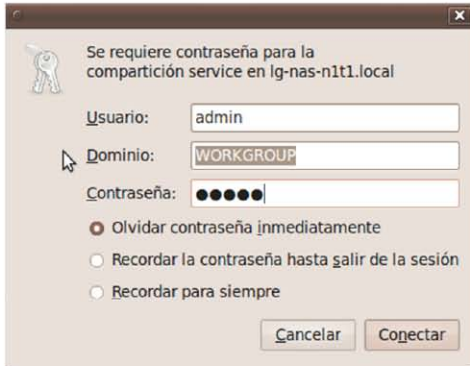 Se requiere contraseña para la
compartición service en lg-nas-n1t1.local
Usuario: admin
Dominio: WORKGROUP
Contraseña: ●●●●●
Olvidar contraseña inmediatamente
Recordar la contraseña hasta salir de la sesión
Recordar para siempre
Cancelar Conectar